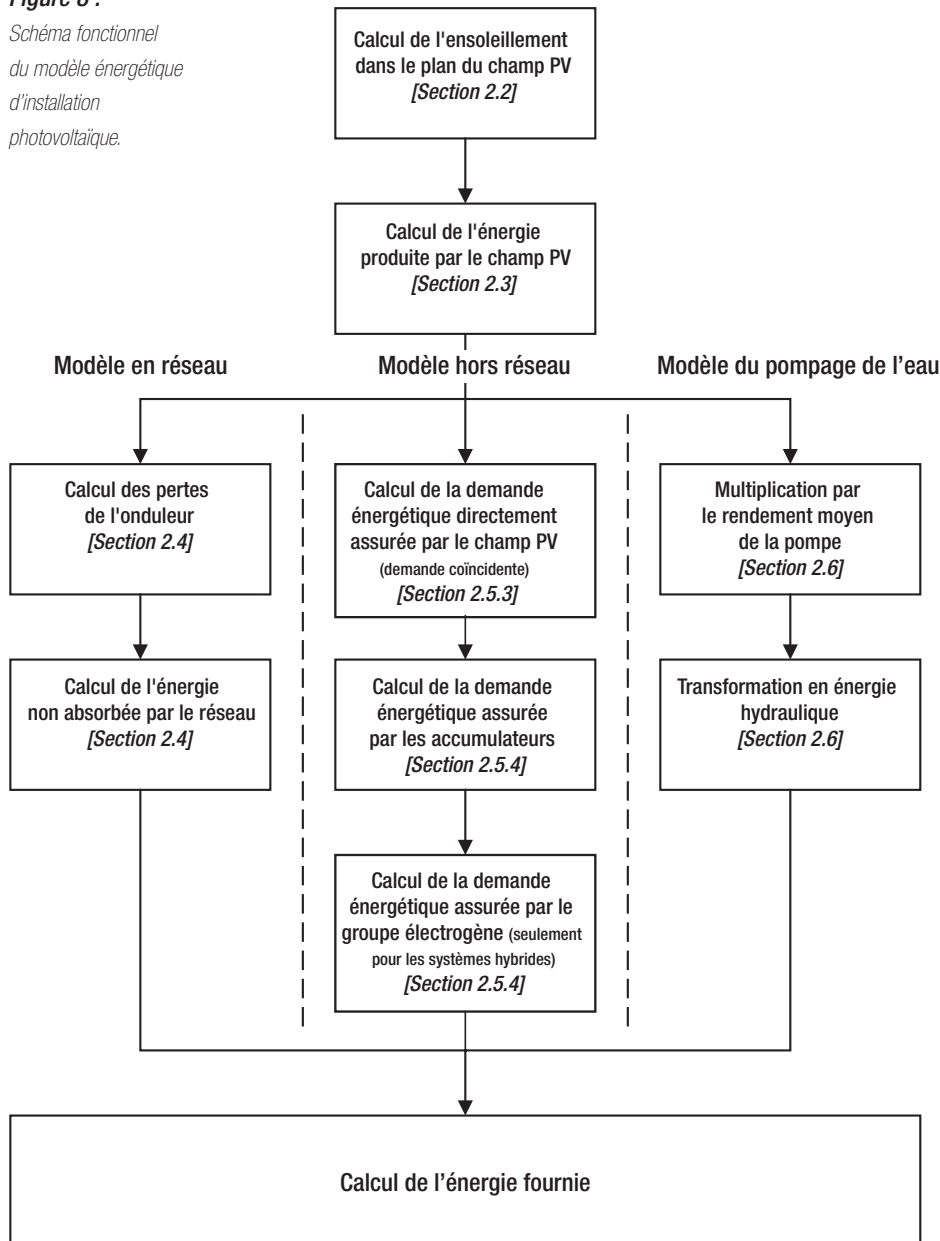 Schéma fonctionnel
du modèle énergétique
d'installation
photovoltaïque.
Calcul de l'ensoleillement
dans le plan du champ PV
[Section 2.2]
Calcul de l'énergie
produite par le champ PV
[Section 2.3]
Modèle en réseau
Modèle hors réseau
Modèle du pompage de l'eau
Calcul des pertes
de l'onduleur
[Section 2.4]
Calcul de la demande
énergétique directement
assurée par le champ PV
(demande coïncidente)
[Section 2.5.3]
Multiplication par
le rendement moyen
de la pompe
[Section 2.6]
Calcul de l'énergie
non absorbée par le réseau
[Section 2.4]
Calcul de la demande
énergétique assurée
par les accumulateurs
[Section 2.5.4]
Transformation en énergie
hydraulique
[Section 2.6]
Calcul de la demande
énergétique assurée par le
groupe électrogène (seulement
pour les systèmes hybrides)
[Section 2.5.4]
Calcul de l'énergie fournie